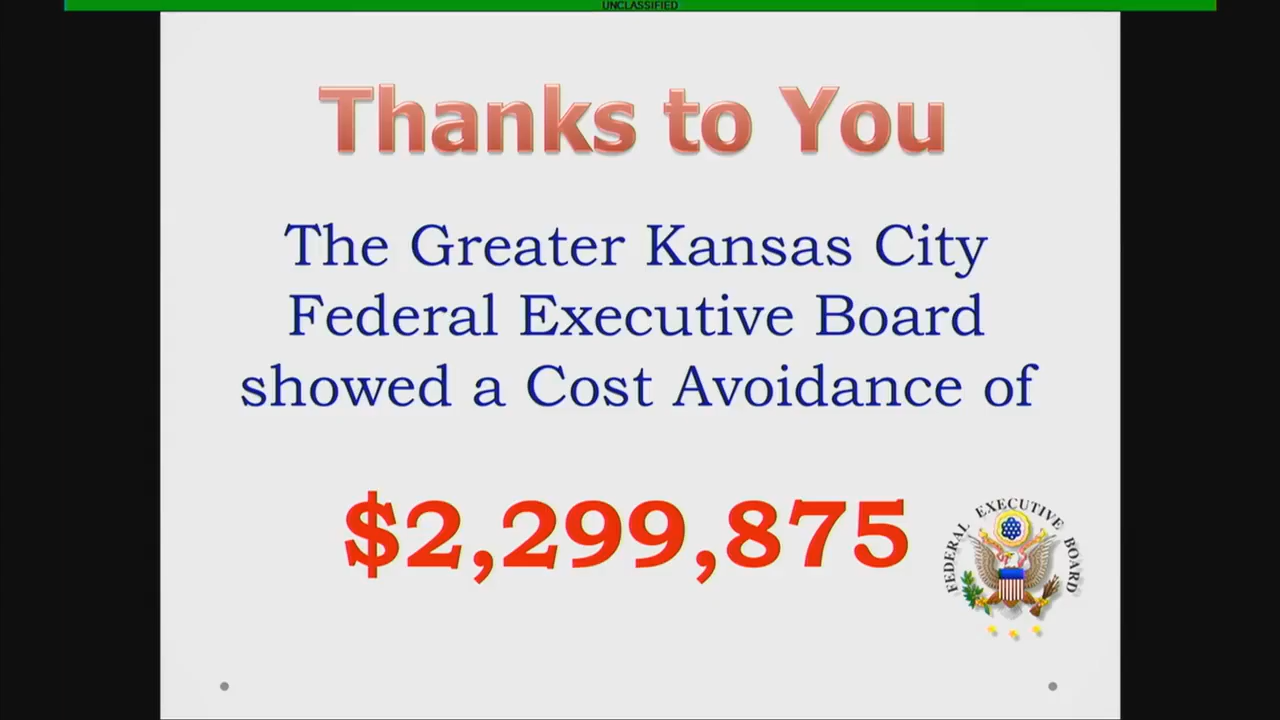 UNCLASSIFIED
Thanks to You
The Greater Kansas City
Federal Executive Board
showed a Cost Avoidance of
$2,299,875
FEDERAL EXECUTIVE BOARD